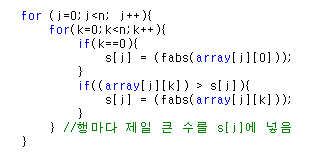 for (j=0;j<n; j++){
for(k=0;k<n;k++){
if(k==0){
s[j] = (fabs(array[j][0]));
}
if((array[j][k]) > s[j]){
s[j] = (fabs(array[j][k]));
}
} //행마다 제일 큰 수를 s[j]에 넣음
}